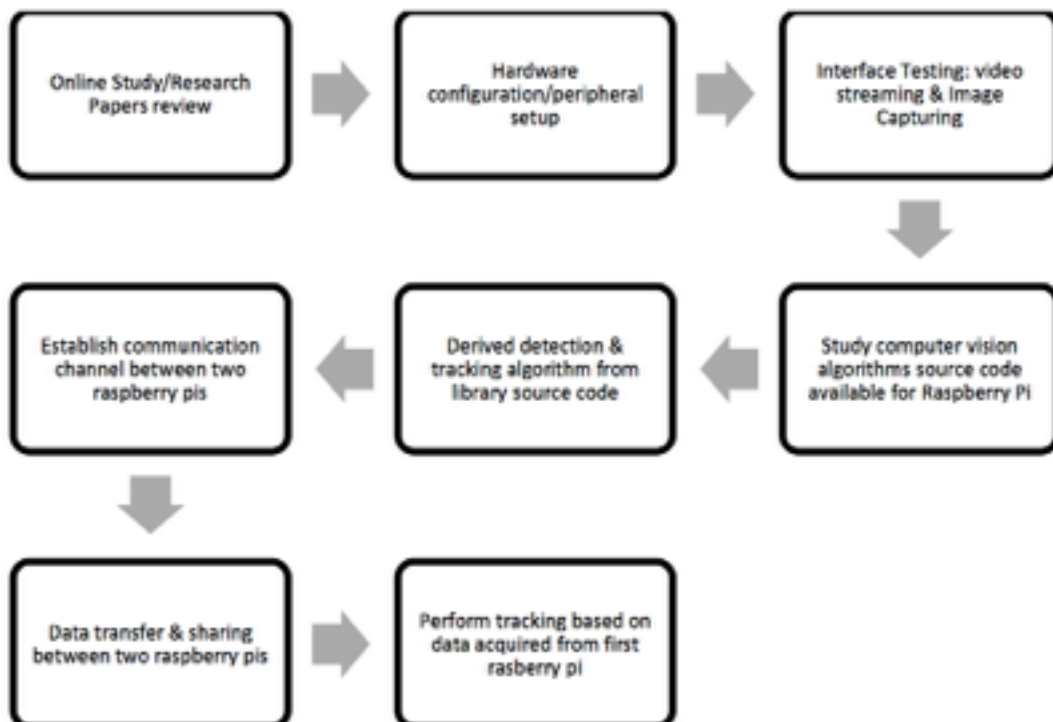 Online Study/Research
Papers review
Hardware
configuration/peripheral
setup
Interface Testing: video
streaming & Image
Capturing
Study computer vision
algorithms source code
available for Raspberry Pi
Derived detection &
tracking algorithm from
library source code
Establish communication
channel between two
raspberry pis
Data transfer & sharing
between two raspberry pis
Perform tracking based on
data acquired from first
rasberry pi